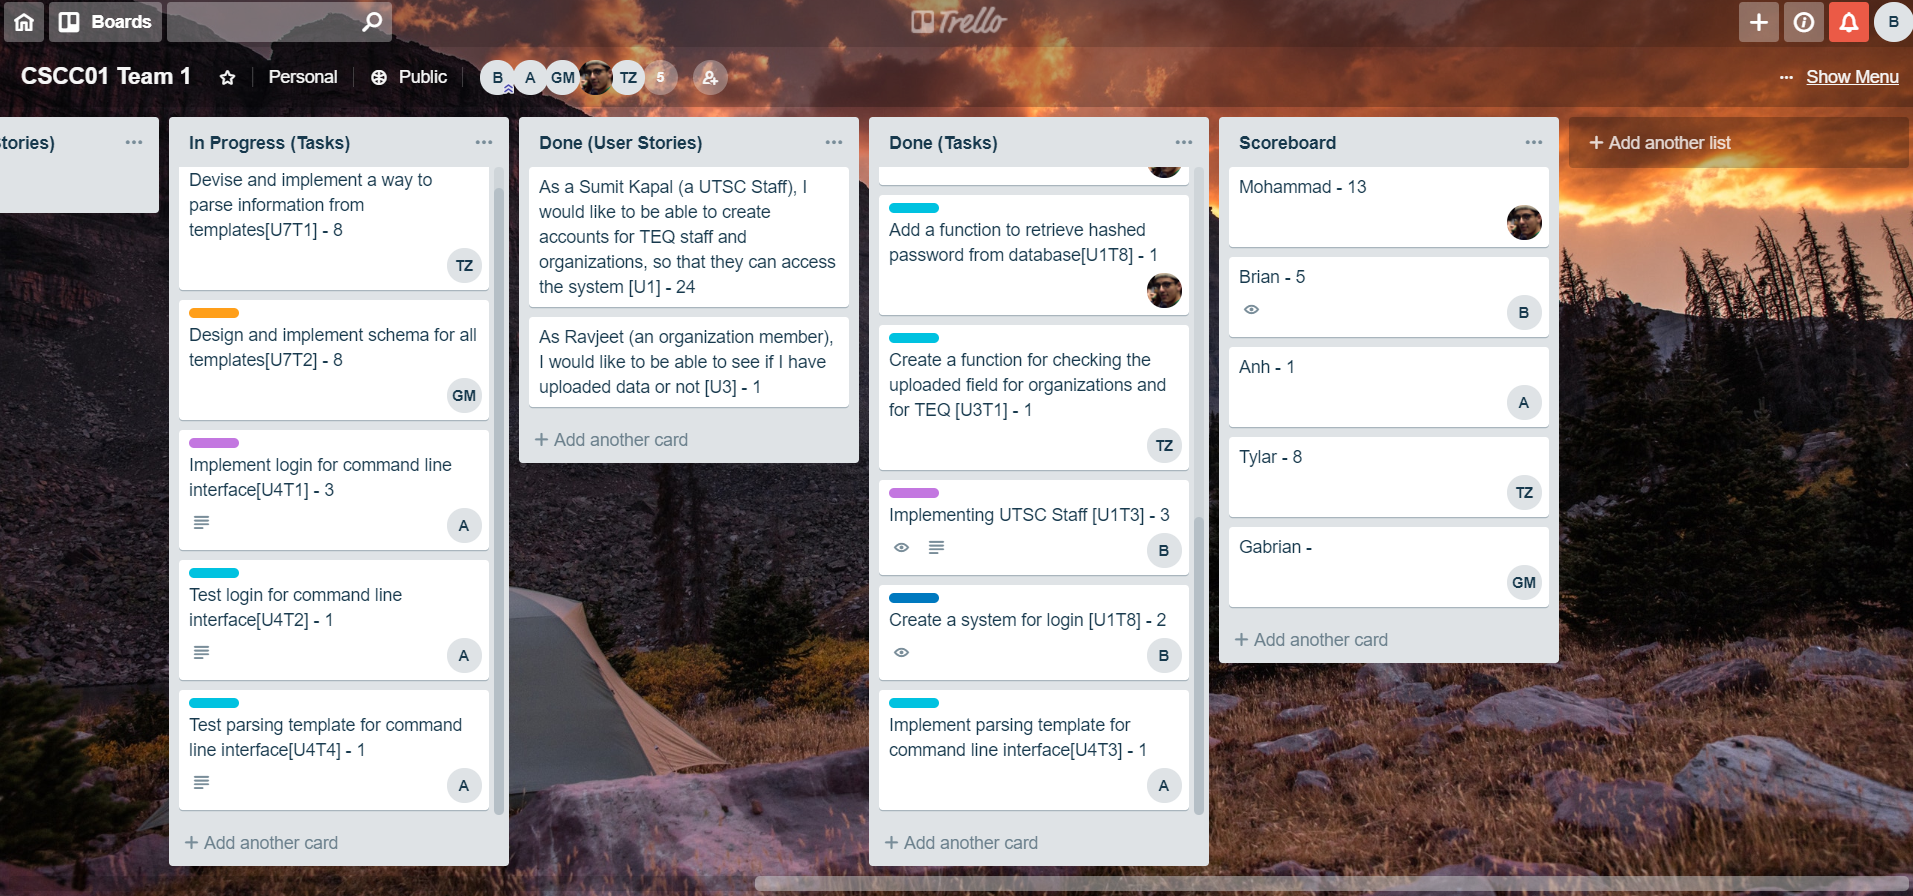 Boards
Trello
B
CSCC01 Team 1
Personal
Public
B
A
GM
TZ
5
... Show Menu
tories)
...
In Progress (Tasks)
...
Devise and implement a way to
parse information from
templates[U7T1] - 8
TZ
Design and implement schema for all
templates[U7T2] - 8
GM
Implement login for command line
interface[U4T1] - 3
A
Test login for command line
interface[U4T2] - 1
A
Test parsing template for command
line interface[U4T4] - 1
A
+ Add another card
Done (User Stories)
...
As a Sumit Kapal (a UTSC Staff), I
would like to be able to create
accounts for TEQ staff and
organizations, so that they can access
the system [U1] - 24
As Ravjeet (an organization member),
I would like to be able to see if I have
uploaded data or not [U3] - 1
+ Add another card
Done (Tasks)
...
Add a function to retrieve hashed
password from database[U1T8] - 1
Create a function for checking the
uploaded field for organizations and
for TEQ [U3T1] - 1
TZ
Implementing UTSC Staff [U1T3] - 3
B
Create a system for login [U1T8] - 2
B
Implement parsing template for
command line interface[U4T3] - 1
A
+ Add another card
Scoreboard
...
Mohammad - 13
Brian - 5
B
Anh - 1
A
Tylar - 8
TZ
Gabrian -
GM
+ Add another card
+ Add another list